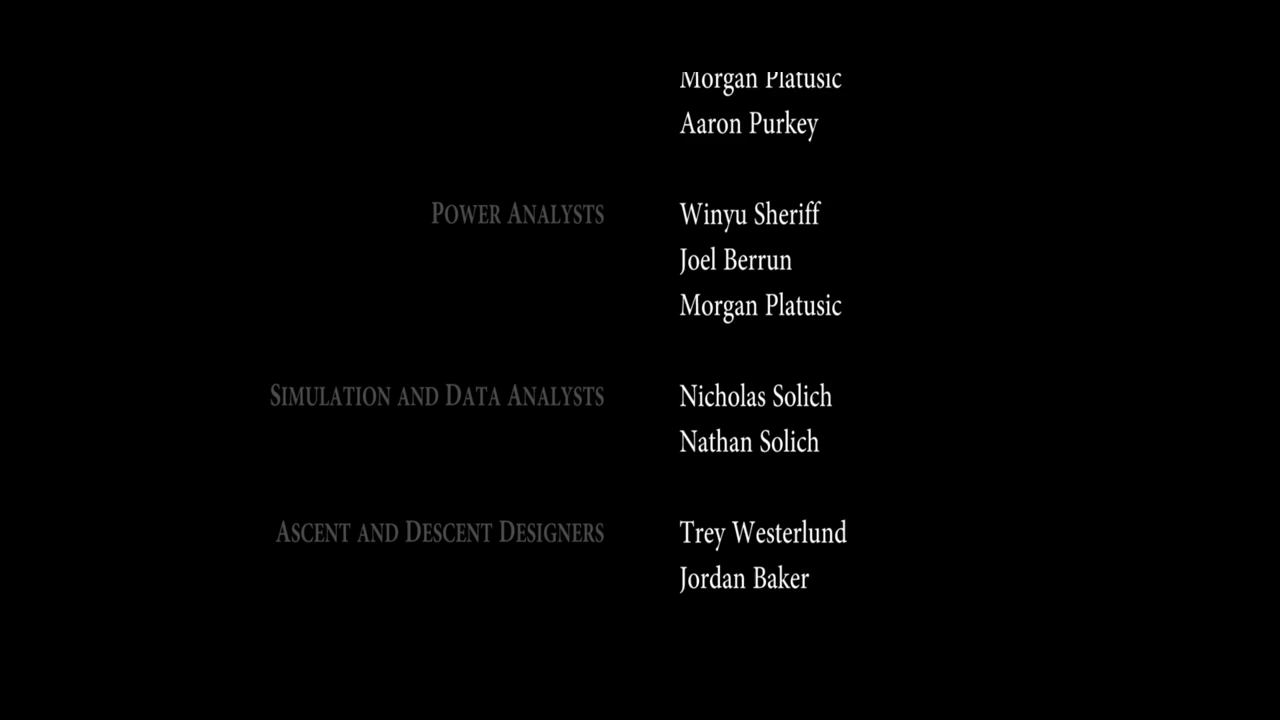 Morgan Platusic
Aaron Purkey
POWER ANALYSTS Winyu Sheriff
Joel Berrun
Morgan Platusic
SIMULATION AND DATA ANALYSTS Nicholas Solich
Nathan Solich
ASCENT AND DESCENT DESIGNERS Trey Westerlund
Jordan Baker